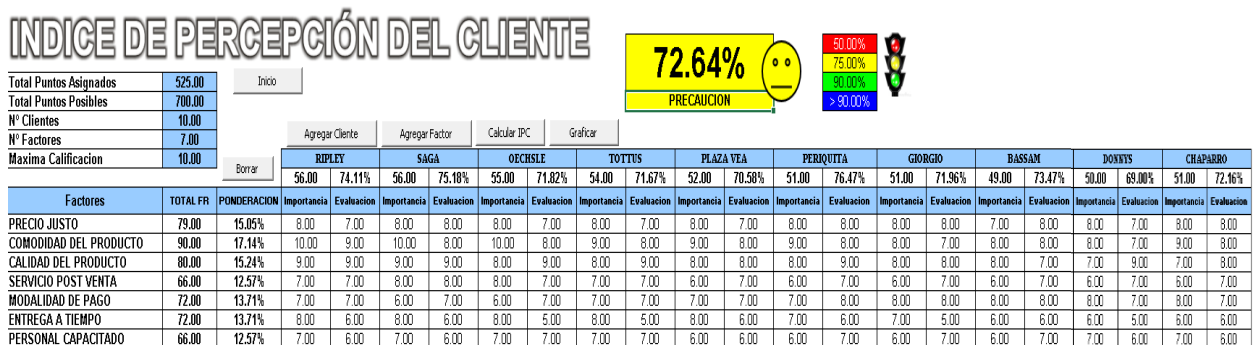 INDICE DE PERCEPCIÓN DEL CLIENTE
72.64%
PRECAUCION
50.00%
75.00%
90.00%
> 90.00%
Total Puntos Asignados 525.00
Total Puntos Posibles 700.00
Nº Clientes 10.00
Nº Factores 7.00
Maxima Calificacion 10.00
Inicio
Agregar Cliente Agregar Factor Calcular IPC Graficar
Borrar
RIPLEY SAGA OECHSLE TOTTUS PLAZA VEA PERIQUITA GIORGIO BASSAM DONNYS CHAPARRO
56.00 74.11% 56.00 75.18% 55.00 71.82% 54.00 71.67% 52.00 70.58% 51.00 76.47% 51.00 71.96% 49.00 73.47% 50.00 69.00% 51.00 72.16%
Factores TOTAL FR PONDERACION Importancia Evaluacion Importancia Evaluacion Importancia Evaluacion Importancia Evaluacion Importancia Evaluacion Importancia Evaluacion Importancia Evaluacion Importancia Evaluacion Importancia Evaluacion Importancia Evaluacion
PRECIO JUSTO 79.00 15.05% 8.00 7.00 8.00 8.00 8.00 7.00 8.00 7.00 8.00 7.00 8.00 8.00 8.00 8.00 7.00 8.00 8.00 7.00 8.00 8.00
COMODIDAD DEL PRODUCTO 90.00 17.14% 10.00 9.00 10.00 8.00 10.00 8.00 9.00 8.00 9.00 8.00 9.00 8.00 8.00 7.00 8.00 8.00 8.00 7.00 9.00 8.00
CALIDAD DEL PRODUCTO 80.00 15.24% 9.00 9.00 9.00 9.00 8.00 9.00 8.00 9.00 8.00 8.00 8.00 9.00 8.00 8.00 8.00 8.00 7.00 9.00 7.00 8.00
SERVICIO POST VENTA 66.00 12.57% 7.00 7.00 8.00 8.00 8.00 7.00 7.00 7.00 6.00 7.00 6.00 7.00 6.00 8.00 6.00 7.00 6.00 7.00 6.00 7.00
MODALIDAD DE PAGO 72.00 13.71% 7.00 7.00 6.00 7.00 6.00 7.00 7.00 7.00 7.00 7.00 7.00 8.00 8.00 8.00 8.00 8.00 8.00 7.00 8.00 7.00
ENTREGA A TIEMPO 72.00 13.71% 8.00 6.00 8.00 6.00 8.00 5.00 8.00 5.00 8.00 6.00 7.00 6.00 7.00 5.00 6.00 6.00 6.00 5.00 6.00 6.00
PERSONAL CAPACITADO 66.00 12.57% 7.00 6.00 7.00 6.00 7.00 7.00 7.00 7.00 6.00 6.00 6.00 7.00 7.00 6.00 6.00 7.00 7.00 6.00 7.00 6.00